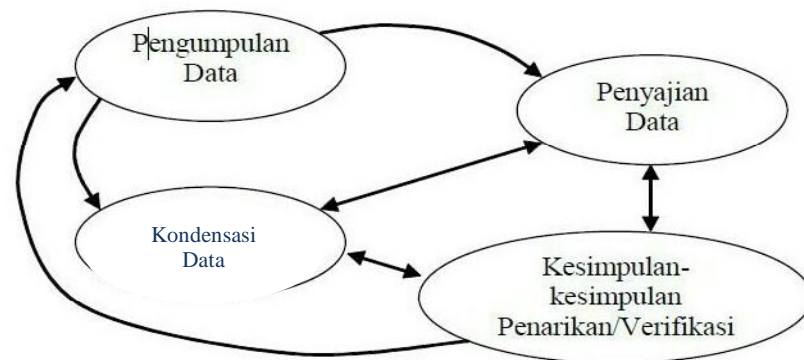 Pengumpulan
Data
Penyajian
Data
Kondensasi
Data
Kesimpulan-
kesimpulan
Penarikan/Verifikasi